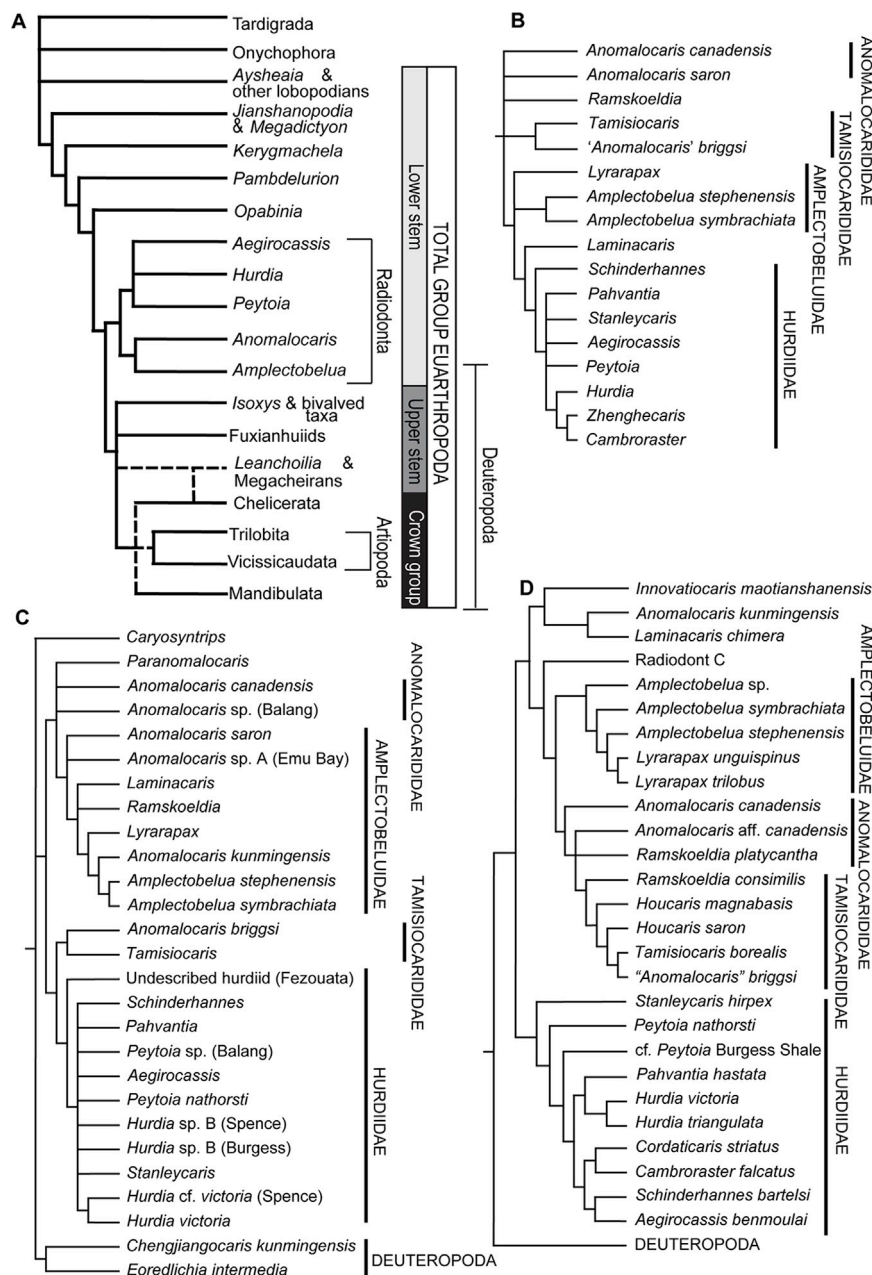 A
Tardigrada
Onychophora
Aysheaia &
other lobopodians
Jianshanopodia
& Megadictyon
Kerygmachela
Pambdelurion
Opabinia
Aegirocassis
Hurdia
Peytoia
Anomalocaris
Amplectobelua
Isoxys & bivalved
taxa
Fuxianhuiids
Leanchoilia &
Megacheirans
Chelicerata
Trilobita
Vicissicaudata
Mandibulata
Radiodonta
Artiopoda
Lower stem
Upper stem
Crown group
TOTAL GROUP EUARTHROPODA
Deuteropoda
B
Anomalocaris canadensis
Anomalocaris saron
Ramskoeldia
Tamisiocaris
‘Anomalocaris’ briggsi
Lyrarapax
Amplectobelua stephenensis
Amplectobelua symbrachiata
Laminacaris
Schinderhannes
Pahvantia
Stanleycaris
Aegirocassis
Peytoia
Hurdia
Zhenghecaris
Cambroraster
ANOMALOCARIDIDAE
TAMISIOCARIDIDAE
AMPLECTOBELUIDAE
HURDIIDAE
C
Caryosyntrips
Paranomalocaris
Anomalocaris canadensis
Anomalocaris sp. (Balang)
Anomalocaris saron
Anomalocaris sp. A (Emu Bay)
Laminacaris
Ramskoeldia
Lyrarapax
Anomalocaris kunmingensis
Amplectobelua stephenensis
Amplectobelua symbrachiata
Anomalocaris briggsi
Tamisiocaris
Undescribed hurdiid (Fezouata)
Schinderhannes
Pahvantia
Peytoia sp. (Balang)
Aegirocassis
Peytoia nathorsti
Hurdia sp. B (Spence)
Hurdia sp. B (Burgess)
Stanleycaris
Hurdia cf. victoria (Spence)
Hurdia victoria
Chengjiangocaris kunmingensis
Eoredlichia intermedia
ANOMALOCARIDIDAE
AMPLECTOBELUIDAE
TAMISIOCARIDIDAE
HURDIIDAE
DEUTEROPODA
D
Innovatiocaris maotianshanensis
Anomalocaris kunmingensis
Laminacaris chimera
Radiodont C
Amplectobelua sp.
Amplectobelua symbrachiata
Amplectobelua stephenensis
Lyrarapax unguispinus
Lyrarapax trilobus
Anomalocaris canadensis
Anomalocaris aff. canadensis
Ramskoeldia platycantha
Ramskoeldia consimilis
Houcaris magnabasis
Houcaris saron
Tamisiocaris borealis
“Anomalocaris” briggsi
Stanleycaris hirpex
Peytoia nathorsti
cf. Peytoia Burgess Shale
Pahvantia hastata
Hurdia victoria
Hurdia triangulata
Cordaticaris striatus
Cambroraster falcatus
Schinderhannes bartelsi
Aegirocassis benmoulai
DEUTEROPODA
AMPLECTOBELUIDAE
ANOMALOCARIDIDAE
TAMISIOCARIDIDAE
HURDIIDAE